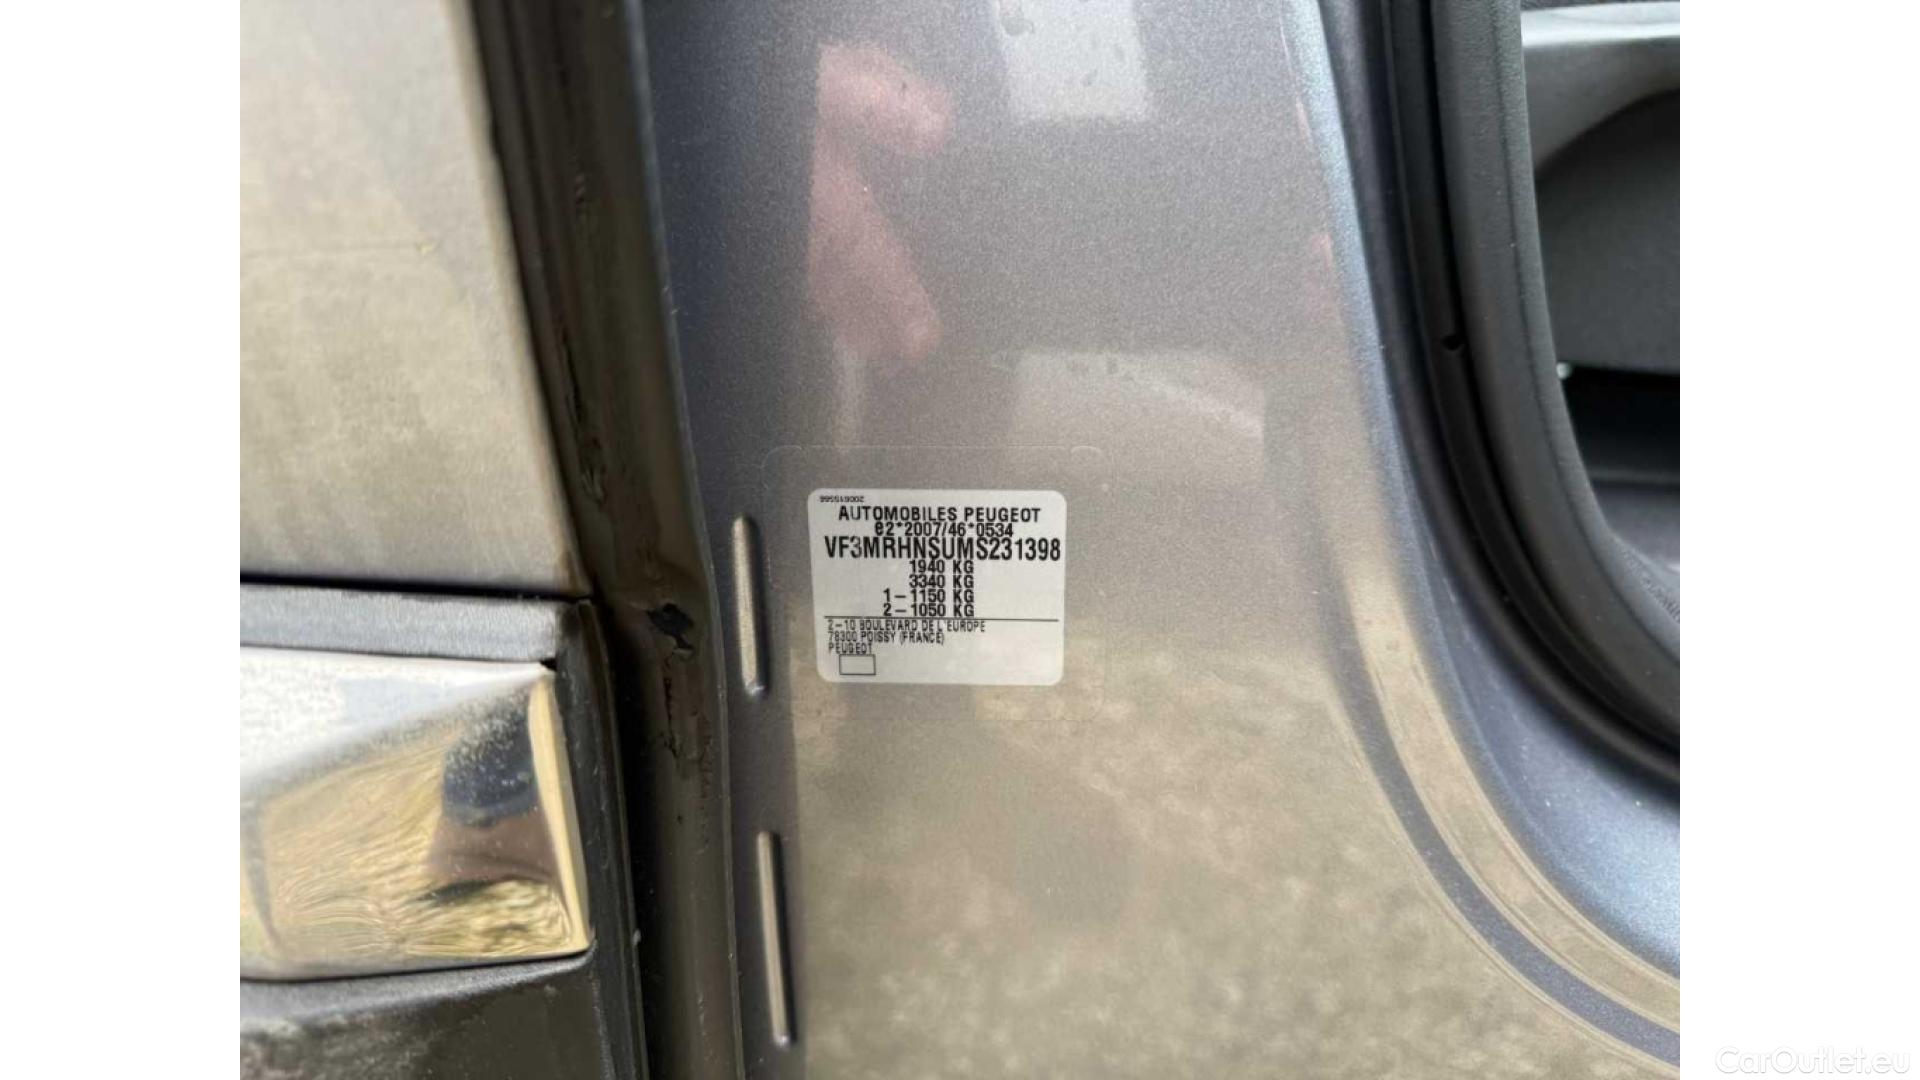 200615566
AUTOMOBILES PEUGEOT
e2*2007/46*0534
VF3MRHNSUMS231398
1940 KG
3340 KG
1-1150 KG
2-1050 KG
2-10 BOULEVARD DE L'EUROPE
78300 POISSY (FRANCE)
PEUGEOT
CarOutlet.eu